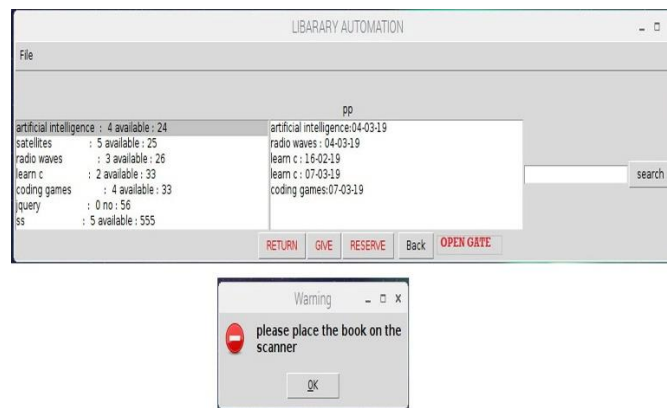 LIBARARY AUTOMATION
File
pp
artificial intelligence : 4 available : 24
satellites : 5 available : 25
radio waves : 3 available : 26
learn c : 2 available : 33
coding games : 4 available : 33
jquery : 0 no : 56
ss : 5 available : 555
artificial intelligence:04-03-19
radio waves : 04-03-19
learn c : 16-02-19
learn c : 07-03-19
coding games:07-03-19
search
RETURN GIVE RESERVE Back OPEN GATE
Warning
please place the book on the
scanner
OK